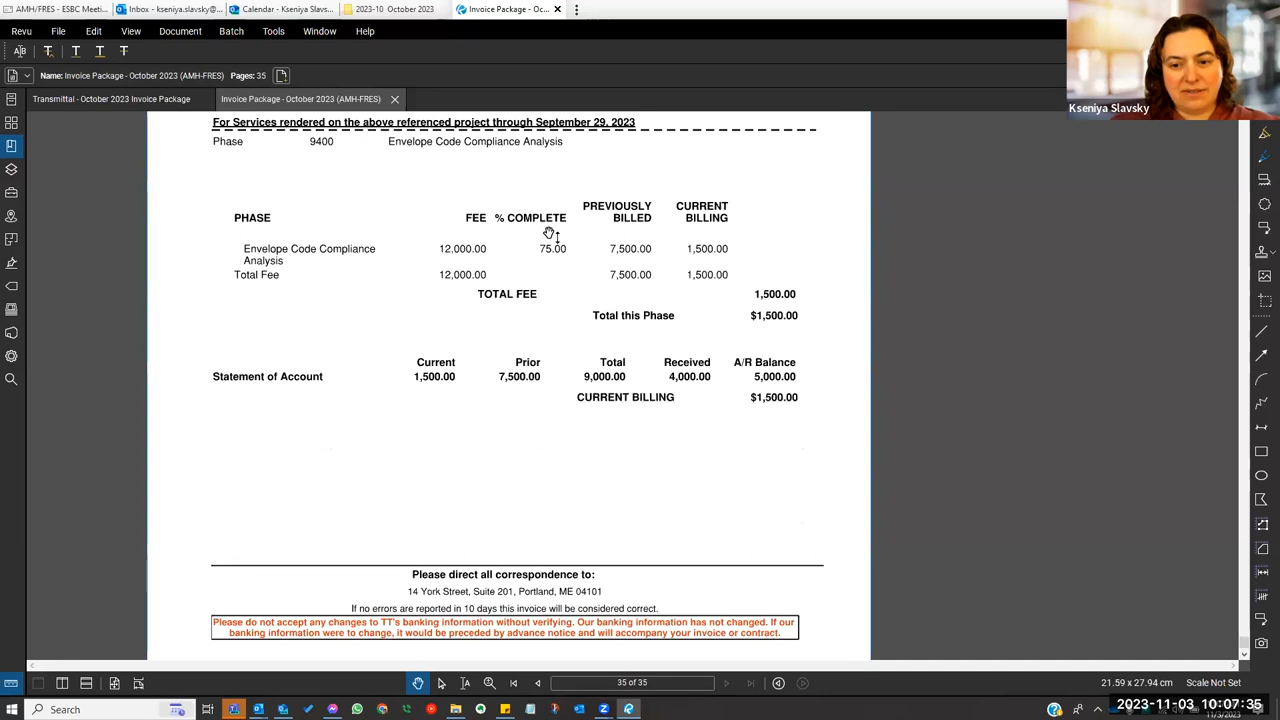 AMH/FRES - ESBC Meeti...
Inbox - kseniya.slavsky@...
Calendar - Kseniya Slavs...
2023-10 October 2023
Invoice Package - Oc...
Revu File Edit View Document Batch Tools Window Help
Name: Invoice Package - October 2023 (AMH-FRES) Pages: 35
Kseniya Slavsky
Transmittal - October 2023 Invoice Package
Invoice Package - October 2023 (AMH-FRES)
For Services rendered on the above referenced project through September 29, 2023
Phase 9400 Envelope Code Compliance Analysis
PREVIOUSLY CURRENT
PHASE FEE % COMPLETE BILLED BILLING
Envelope Code Compliance 12,000.00 75.00 7,500.00 1,500.00
Analysis
Total Fee 12,000.00 7,500.00 1,500.00
TOTAL FEE 1,500.00
Total this Phase $1,500.00
Current Prior Total Received A/R Balance
Statement of Account 1,500.00 7,500.00 9,000.00 4,000.00 5,000.00
CURRENT BILLING $1,500.00
Please direct all correspondence to:
14 York Street, Suite 201, Portland, ME 04101
If no errors are reported in 10 days this invoice will be considered correct.
Please do not accept any changes to TT's banking information without verifying. Our banking information has not changed. If our
banking information were to change, it would be preceded by advance notice and will accompany your invoice or contract.
35 of 35
21.59 x 27.94 cm Scale Not Set
Search
2023-11-03 10:07:35
11/3/2023